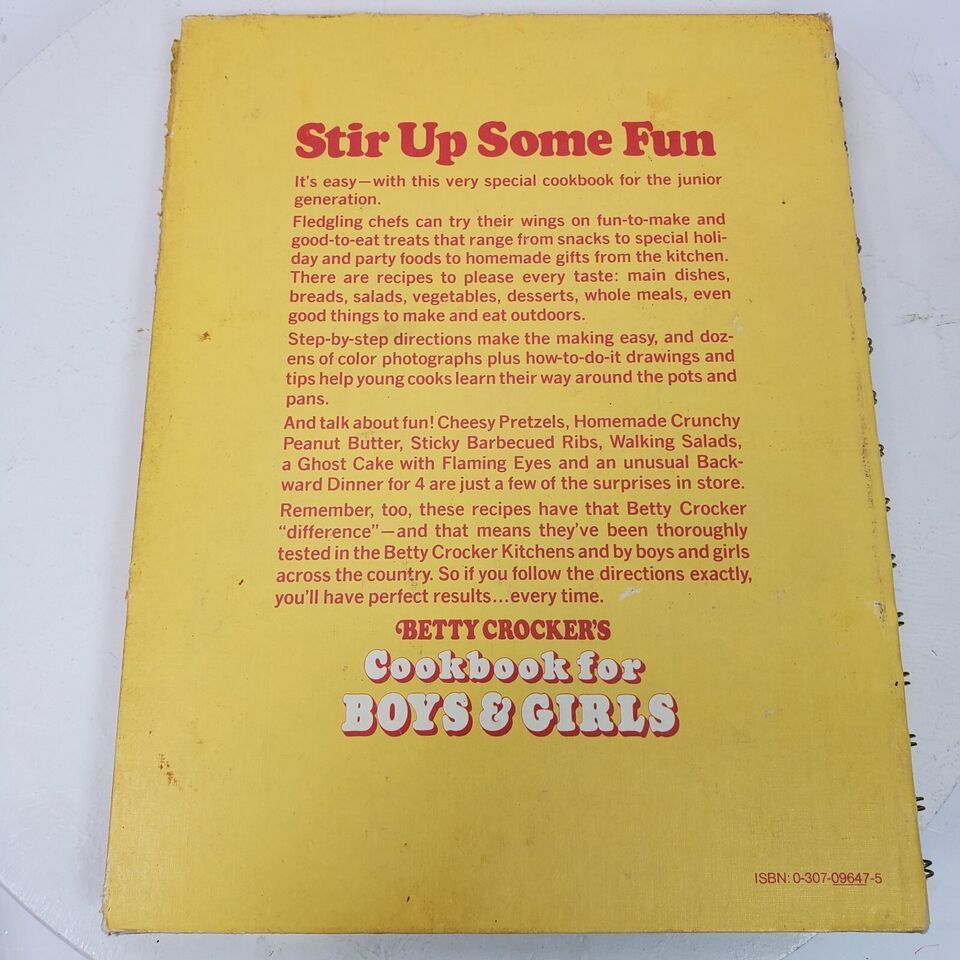 Stir Up Some Fun
It's easy—with this very special cookbook for the junior
generation.
Fledgling chefs can try their wings on fun-to-make and
good-to-eat treats that range from snacks to special holi-
day and party foods to homemade gifts from the kitchen.
There are recipes to please every taste: main dishes,
breads, salads, vegetables, desserts, whole meals, even
good things to make and eat outdoors.
Step-by-step directions make the making easy, and doz-
ens of color photographs plus how-to-do-it drawings and
tips help young cooks learn their way around the pots and
pans.
And talk about fun! Cheesy Pretzels, Homemade Crunchy
Peanut Butter, Sticky Barbecued Ribs, Walking Salads,
a Ghost Cake with Flaming Eyes and an unusual Back-
ward Dinner for 4 are just a few of the surprises in store.
Remember, too, these recipes have that Betty Crocker
“difference”—and that means they've been thoroughly
tested in the Betty Crocker Kitchens and by boys and girls
across the country. So if you follow the directions exactly,
you'll have perfect results...every time.
BETTY CROCKER'S
Cookbook for
BOYS & GIRLS
ISBN: 0-307-09647-5